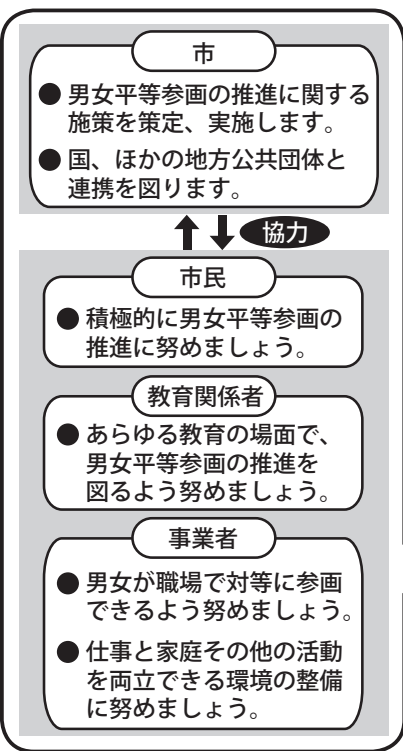 市
● 男女平等参画の推進に関する
施策を策定、実施します。
● 国、ほかの地方公共団体と
連携を図ります。
協力
市民
● 積極的に男女平等参画の
推進に努めましょう。
教育関係者
● あらゆる教育の場面で、
男女平等参画の推進を
図るよう努めましょう。
事業者
● 男女が職場で対等に参画
できるよう努めましょう。
● 仕事と家庭その他の活動
を両立できる環境の整備
に努めましょう。